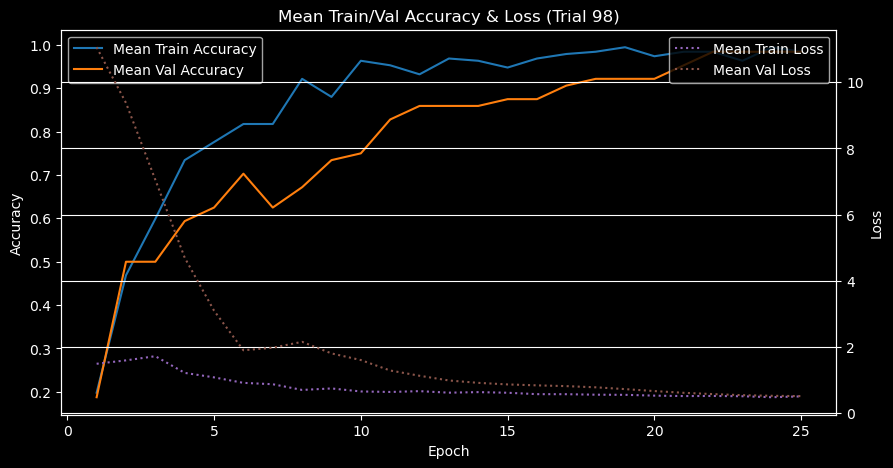 Mean Train/Val Accuracy & Loss (Trial 98)
Mean Train Accuracy
Mean Val Accuracy
Mean Train Loss
Mean Val Loss
Accuracy
1.0
0.9
0.8
0.7
0.6
0.5
0.4
0.3
0.2
10
8
6
4
2
0
Loss
0
5
10
15
20
25
Epoch